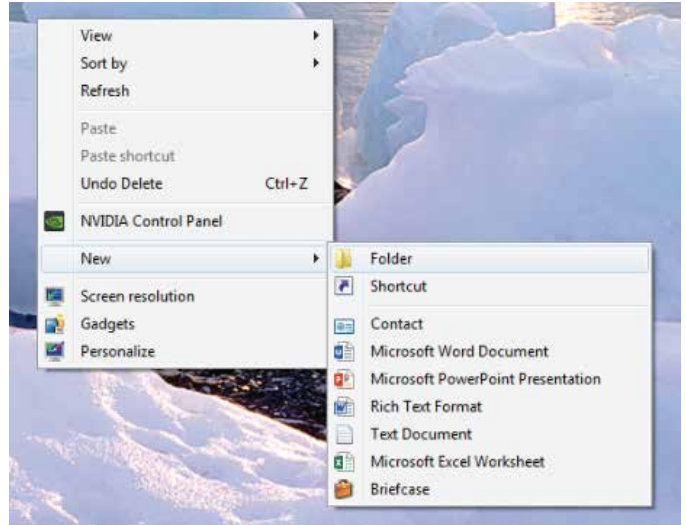 View
Sort by
Refresh
Paste
Paste shortcut
Undo Delete Ctrl+Z
NVIDIA Control Panel
New
Screen resolution
Gadgets
Personalize
Folder
Shortcut
Contact
Microsoft Word Document
Microsoft PowerPoint Presentation
Rich Text Format
Text Document
Microsoft Excel Worksheet
Briefcase